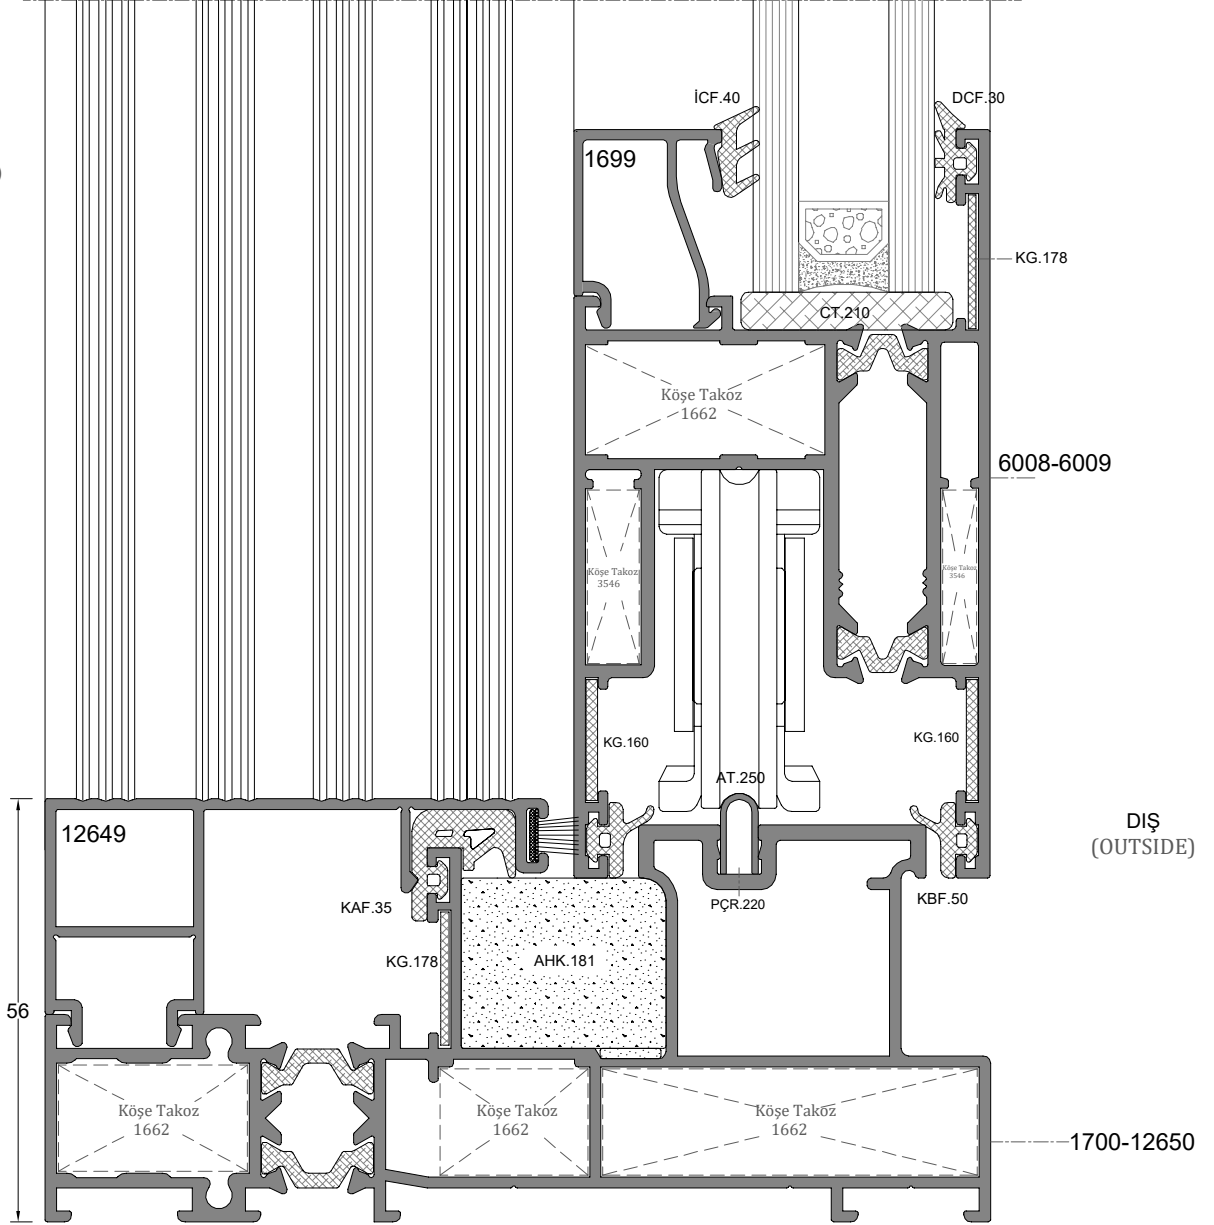 İCF.40
DCF.30
1699
KG.178
CT.210
Köşe Takoz
1662
6008-6009
Köşe Takoz
3546
Köşe Takoz
3546
KG.160
KG.160
AT.250
12649
DIŞ
(OUTSIDE)
KAF.35
PÇR.220
KBF.50
KG.178
AHK.181
56
Köşe Takoz
1662
Köşe Takoz
1662
Köşe Takoz
1662
1700-12650